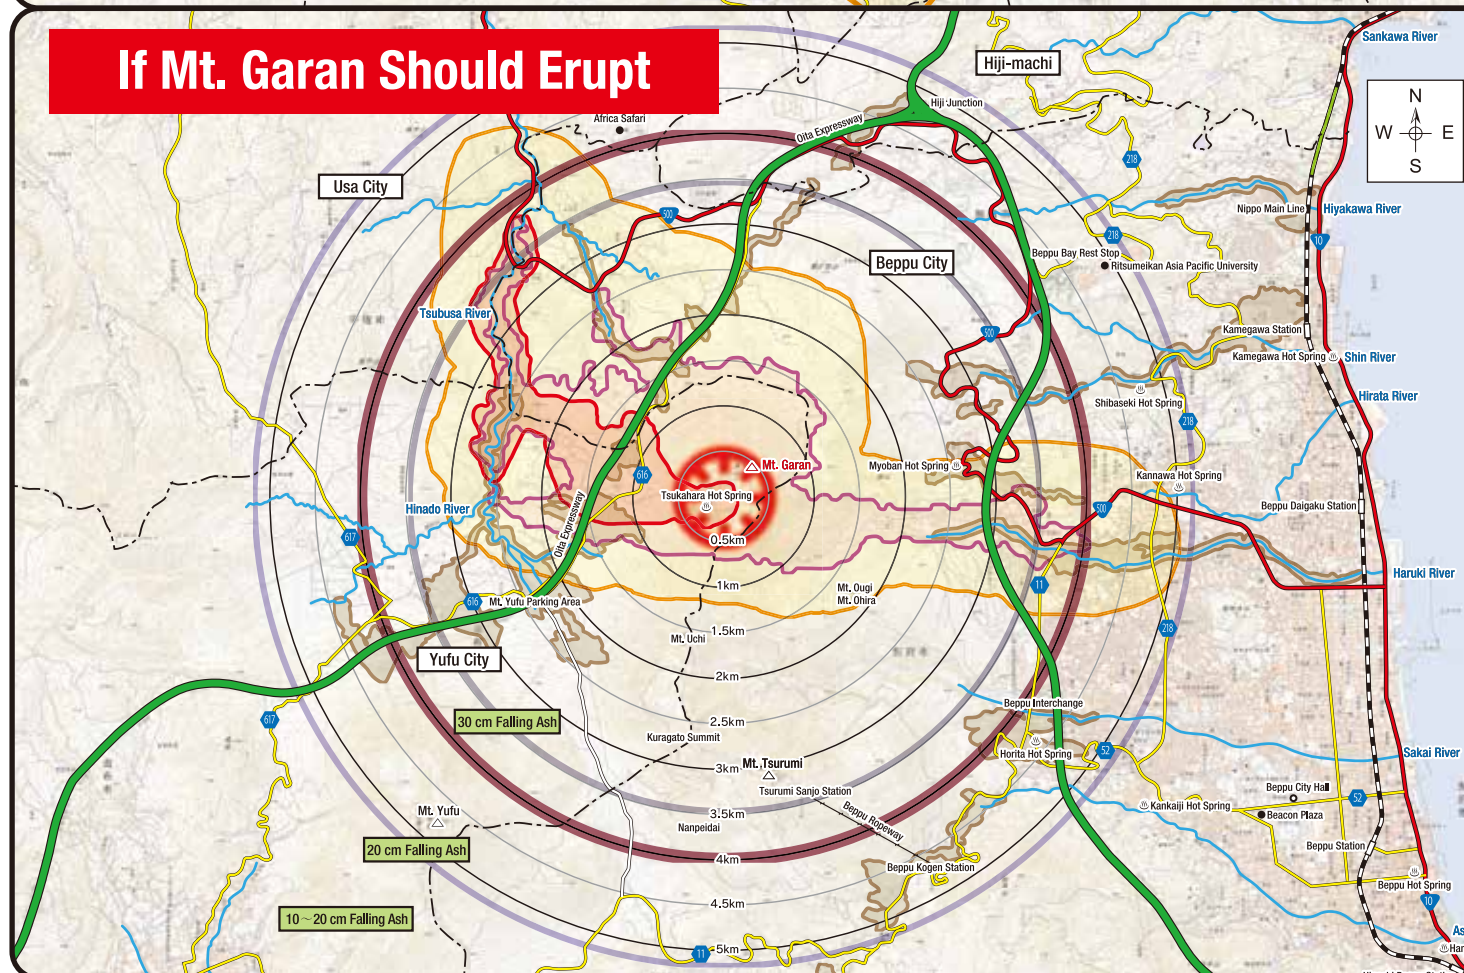 If Mt. Garan Should Erupt
Hiji-machi
Sankawa River
N
W E
S
Africa Safari
Oita Expressway
Hiji Junction
218
Usa City
500
Nippo Main Line
Hiyakawa River
218
10
Beppu City
Beppu Bay Rest Stop
Ritsumeikan Asia Pacific University
Tsubusa River
500
Kamegawa Station
Kamegawa Hot Spring
Shin River
Shibaseki Hot Spring
Hirata River
218
Mt. Garan
Myoban Hot Spring
616
Kannawa Hot Spring
Tsukahara Hot Spring
Hinado River
Oita Expressway
500
Beppu Daigaku Station
617
0.5km
Haruki River
1km
Mt. Ougi
Mt. Ohira
11
616
Mt. Yufu Parking Area
1.5km
Mt. Uchi
218
Yufu City
2km
Beppu Interchange
617
30 cm Falling Ash
2.5km
Kuragato Summit
Horita Hot Spring
52
Sakai River
3km
Mt. Tsurumi
Tsurumi Sanjo Station
Beppu City Hall
52
Mt. Yufu
3.5km
Nanpeidai
Beppu Ropeway
Kankaiji Hot Spring
Beacon Plaza
20 cm Falling Ash
4km
Beppu Kogen Station
Beppu Station
Beppu Hot Spring
10～20 cm Falling Ash
4.5km
10
11
5km